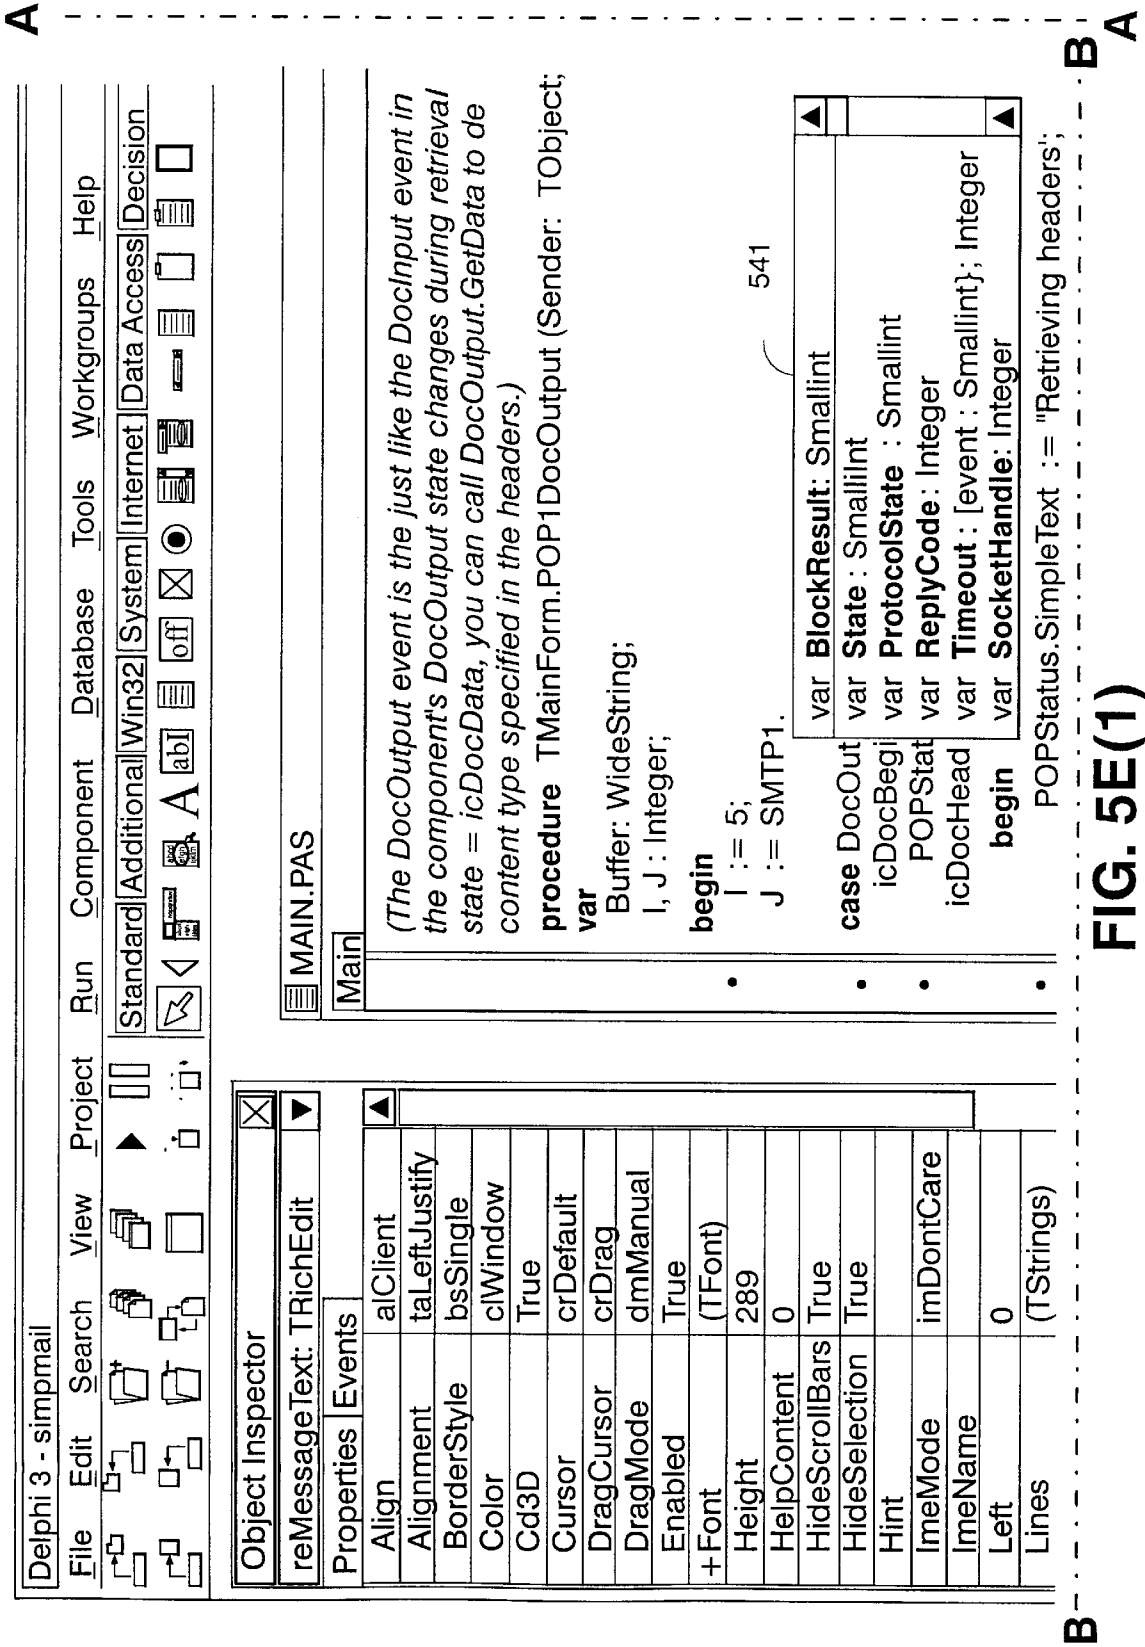 A
A
Delphi 3 - simpmail
File Edit Search View Project Run Component Database Tools Workgroups Help
Standard Additional Win32 System Internet Data Access Decision
A abI off
Object Inspector
reMessageText: TRichEdit
Properties Events
Align alClient
Alignment taLeftJustify
BorderStyle bsSingle
Color clWindow
Cd3D True
Cursor crDefault
DragCursor crDrag
DragMode dmManual
Enabled True
+Font (TFont)
Height 289
HelpContent 0
HideScrollBars True
HideSelection True
Hint
ImeMode imDontCare
ImeName
Left 0
Lines (TStrings)
MAIN.PAS
Main
(The DocOutput event is the just like the DocInput event in
the component's DocOutput state changes during retrieval
state = icDocData, you can call DocOutput.GetData to de
content type specified in the headers.)
procedure TMainForm.POP1DocOutput (Sender: TObject;
var
Buffer: WideString;
I, J : Integer;
begin
I := 5;
J := SMTP1.
541
var BlockResult: Smallint
var State : SmalliInt
var ProtocolState : Smallint
var ReplyCode: Integer
var Timeout : [event : Smallint}; Integer
var SocketHandle: Integer
case DocOut
icDocBegi
POPStat
icDocHead
begin
POPStatus.SimpleText := "Retrieving headers';
B
B
FIG. 5E(1)